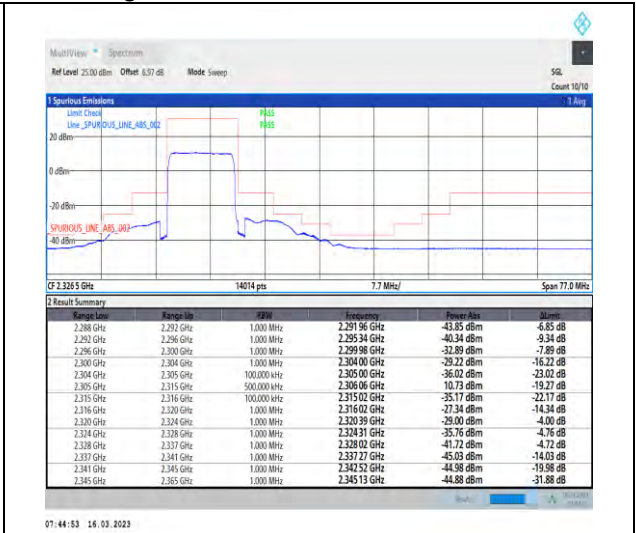 MultiView Spectrum
Ref Level 25.00 dBm Offset 6.97 dB Mode Sweep SGL
Count 10/10
1 Spurious Emissions 1 Avg
Limit Check PASS
Line _SPURIOUS_LINE_ABS_002 PASS
20 dBm
0 dBm
-20 dBm
SPURIOUS_LINE_ABS_002
-40 dBm
CF 2.326 5 GHz 14014 pts 7.7 MHz/ Span 77.0 MHz
2 Result Summary
Range Low Range Up RBW Frequency Power Abs ΔLimit
2.288 GHz 2.292 GHz 1.000 MHz 2.291 96 GHz -43.85 dBm -6.85 dB
2.292 GHz 2.296 GHz 1.000 MHz 2.295 34 GHz -40.34 dBm -9.34 dB
2.296 GHz 2.300 GHz 1.000 MHz 2.299 98 GHz -32.89 dBm -7.89 dB
2.300 GHz 2.304 GHz 1.000 MHz 2.304 00 GHz -29.22 dBm -16.22 dB
2.304 GHz 2.305 GHz 100.000 kHz 2.305 00 GHz -36.02 dBm -23.02 dB
2.305 GHz 2.315 GHz 500.000 kHz 2.306 06 GHz 10.73 dBm -19.27 dB
2.315 GHz 2.316 GHz 100.000 kHz 2.315 02 GHz -35.17 dBm -22.17 dB
2.316 GHz 2.320 GHz 1.000 MHz 2.316 02 GHz -27.34 dBm -14.34 dB
2.320 GHz 2.324 GHz 1.000 MHz 2.320 39 GHz -29.00 dBm -4.00 dB
2.324 GHz 2.328 GHz 1.000 MHz 2.324 31 GHz -35.76 dBm -4.76 dB
2.328 GHz 2.337 GHz 1.000 MHz 2.328 02 GHz -41.72 dBm -4.72 dB
2.337 GHz 2.341 GHz 1.000 MHz 2.337 27 GHz -45.03 dBm -14.03 dB
2.341 GHz 2.345 GHz 1.000 MHz 2.342 52 GHz -44.98 dBm -19.98 dB
2.345 GHz 2.365 GHz 1.000 MHz 2.345 13 GHz -44.88 dBm -31.88 dB
07:44:53 16.03.2023